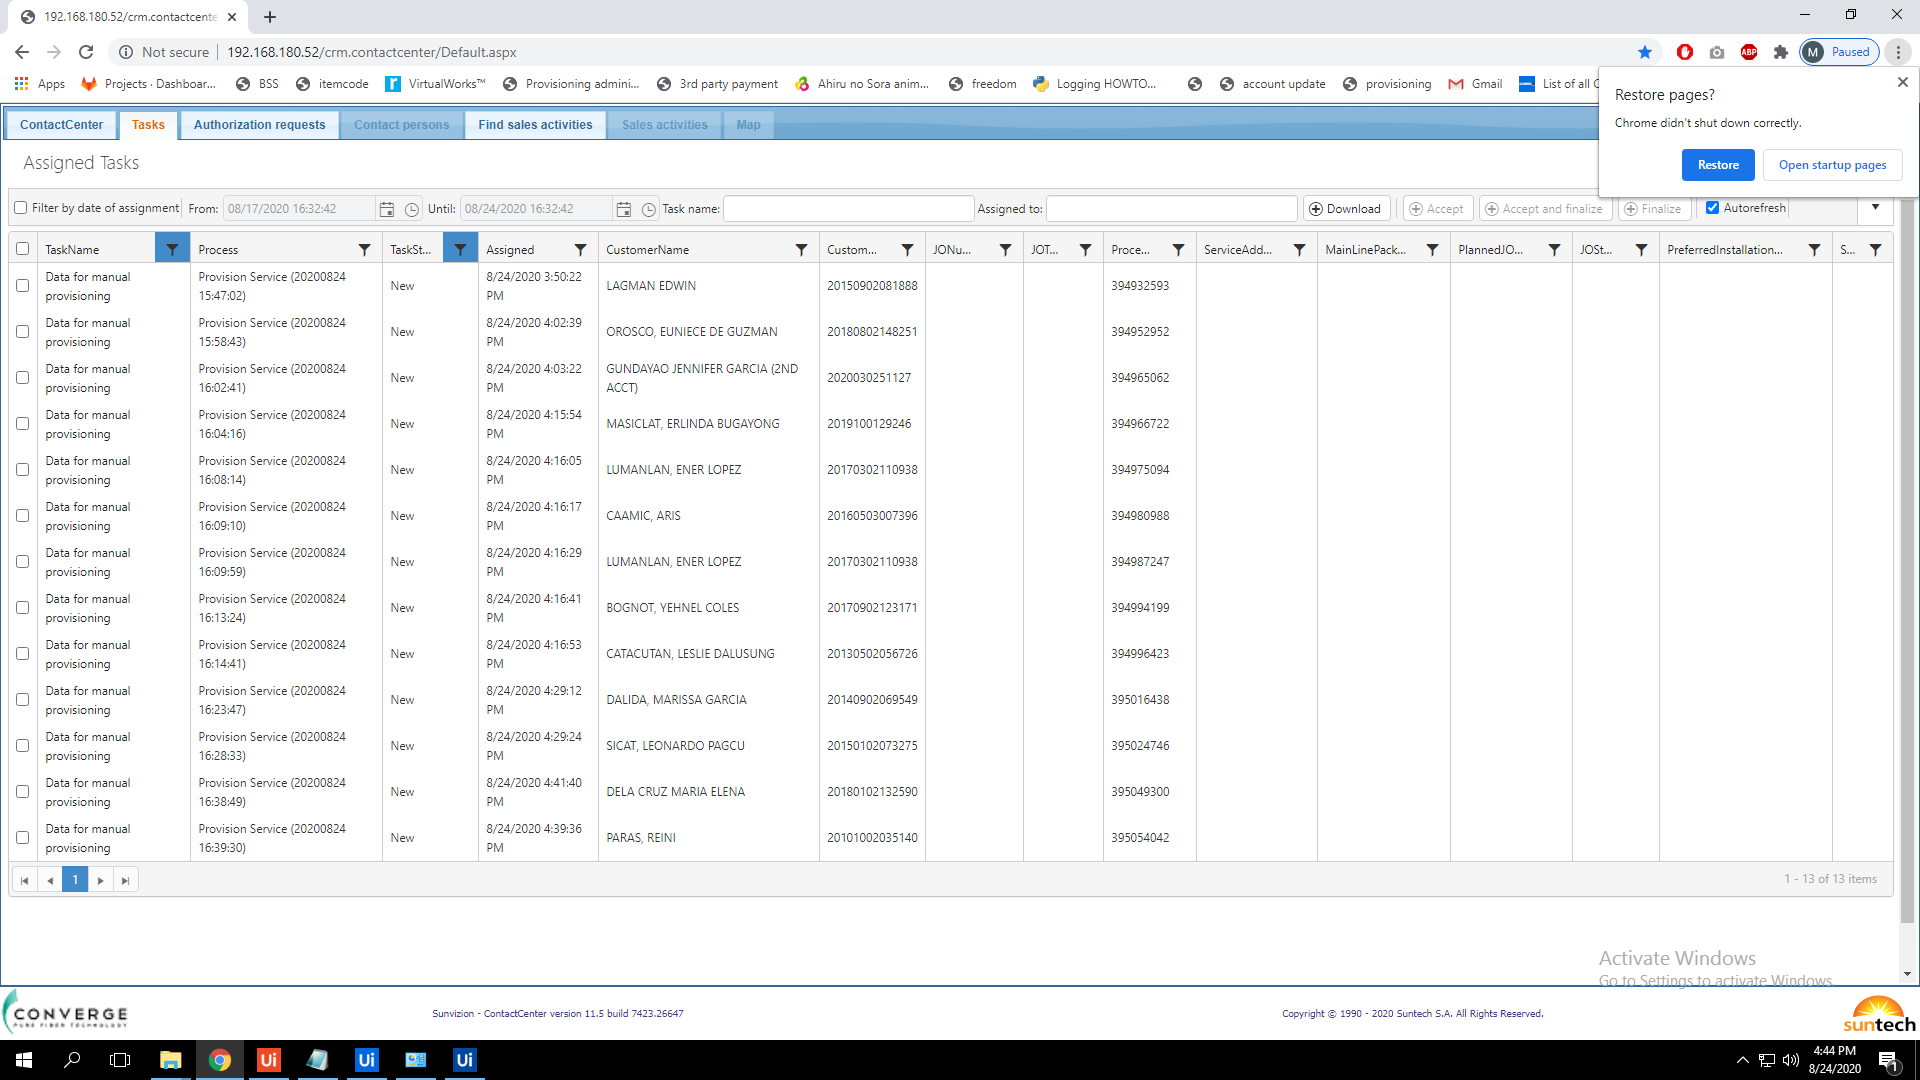 192.168.180.52/crm.contactcente
Not secure 192.168.180.52/crm.contactcenter/Default.aspx
ABP M Paused
Apps Projects · Dashboar... BSS itemcode VirtualWorks™ Provisioning admini... 3rd party payment Ahiru no Sora anim... freedom Logging HOWTO... account update provisioning Gmail List of all
Restore pages?
Chrome didn't shut down correctly.
Restore Open startup pages
ContactCenter Tasks Authorization requests Contact persons Find sales activities Sales activities Map
Assigned Tasks
Filter by date of assignment From: 08/17/2020 16:32:42 Until: 08/24/2020 16:32:42 Task name: Assigned to: Download Accept Accept and finalize Finalize Autorefresh
TaskName Process TaskSt... Assigned CustomerName Custom... JONu... JOT... Proce... ServiceAdd... MainLinePack... PlannedJO... JOSt... PreferredInstallation... S...
Data for manual provisioning Provision Service (20200824 15:47:02) New 8/24/2020 3:50:22 PM LAGMAN EDWIN 20150902081888 394932593
Data for manual provisioning Provision Service (20200824 15:58:43) New 8/24/2020 4:02:39 PM OROSCO, EUNIECE DE GUZMAN 20180802148251 394952952
Data for manual provisioning Provision Service (20200824 16:02:41) New 8/24/2020 4:03:22 PM GUNDAYAO JENNIFER GARCIA (2ND ACCT) 2020030251127 394965062
Data for manual provisioning Provision Service (20200824 16:04:16) New 8/24/2020 4:15:54 PM MASICLAT, ERLINDA BUGAYONG 2019100129246 394966722
Data for manual provisioning Provision Service (20200824 16:08:14) New 8/24/2020 4:16:05 PM LUMANLAN, ENER LOPEZ 20170302110938 394975094
Data for manual provisioning Provision Service (20200824 16:09:10) New 8/24/2020 4:16:17 PM CAAMIC, ARIS 20160503007396 394980988
Data for manual provisioning Provision Service (20200824 16:09:59) New 8/24/2020 4:16:29 PM LUMANLAN, ENER LOPEZ 20170302110938 394987247
Data for manual provisioning Provision Service (20200824 16:13:24) New 8/24/2020 4:16:41 PM BOGNOT, YEHNEL COLES 20170902123171 394994199
Data for manual provisioning Provision Service (20200824 16:14:41) New 8/24/2020 4:16:53 PM CATACUTAN, LESLIE DALUSUNG 20130502056726 394996423
Data for manual provisioning Provision Service (20200824 16:23:47) New 8/24/2020 4:29:12 PM DALIDA, MARISSA GARCIA 20140902069549 395016438
Data for manual provisioning Provision Service (20200824 16:28:33) New 8/24/2020 4:29:24 PM SICAT, LEONARDO PAGCU 20150102073275 395024746
Data for manual provisioning Provision Service (20200824 16:38:49) New 8/24/2020 4:41:40 PM DELA CRUZ MARIA ELENA 20180102132590 395049300
Data for manual provisioning Provision Service (20200824 16:39:30) New 8/24/2020 4:39:36 PM PARAS, REINI 20101002035140 395054042
1 1 - 13 of 13 items
Activate Windows
Go to Settings to activate Windows.
CONVERGE
PURE FIBER TECHNOLOGY
Sunvizion - ContactCenter version 11.5 build 7423.26647
Copyright © 1990 - 2020 Suntech S.A. All Rights Reserved.
suntech
Ui Ui Ui
4:44 PM
8/24/2020
1